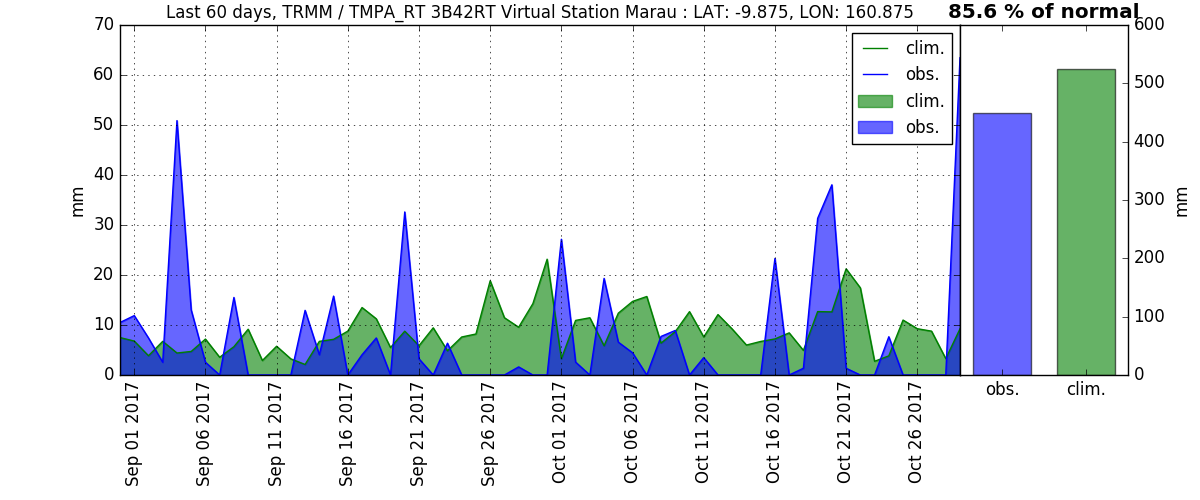 Last 60 days, TRMM / TMPA_RT 3B42RT Virtual Station Marau : LAT: -9.875, LON: 160.875
85.6 % of normal
70
60
50
40
30
20
10
0
mm
clim.
obs.
clim.
obs.
600
500
400
300
200
100
0
mm
Sep 01 2017
Sep 06 2017
Sep 11 2017
Sep 16 2017
Sep 21 2017
Sep 26 2017
Oct 01 2017
Oct 06 2017
Oct 11 2017
Oct 16 2017
Oct 21 2017
Oct 26 2017
obs.
clim.